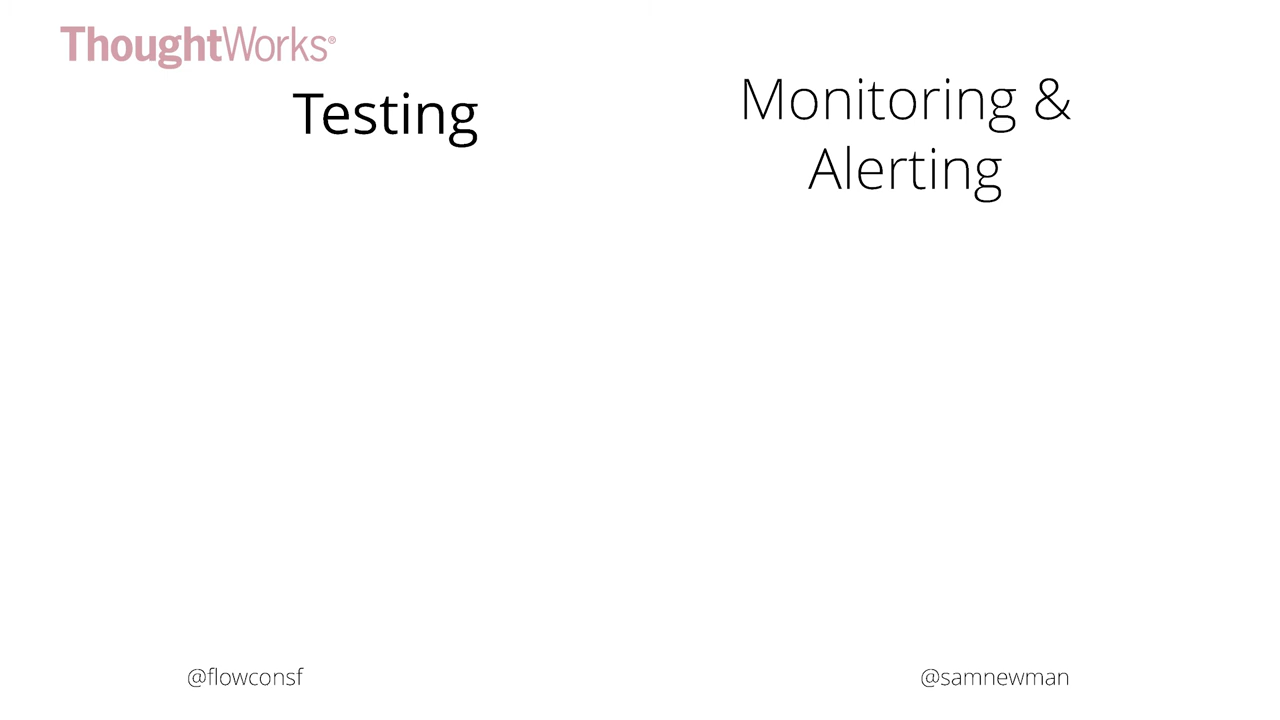 ThoughtWorks®
Testing
Monitoring &
Alerting
@flowconsf
@samnewman